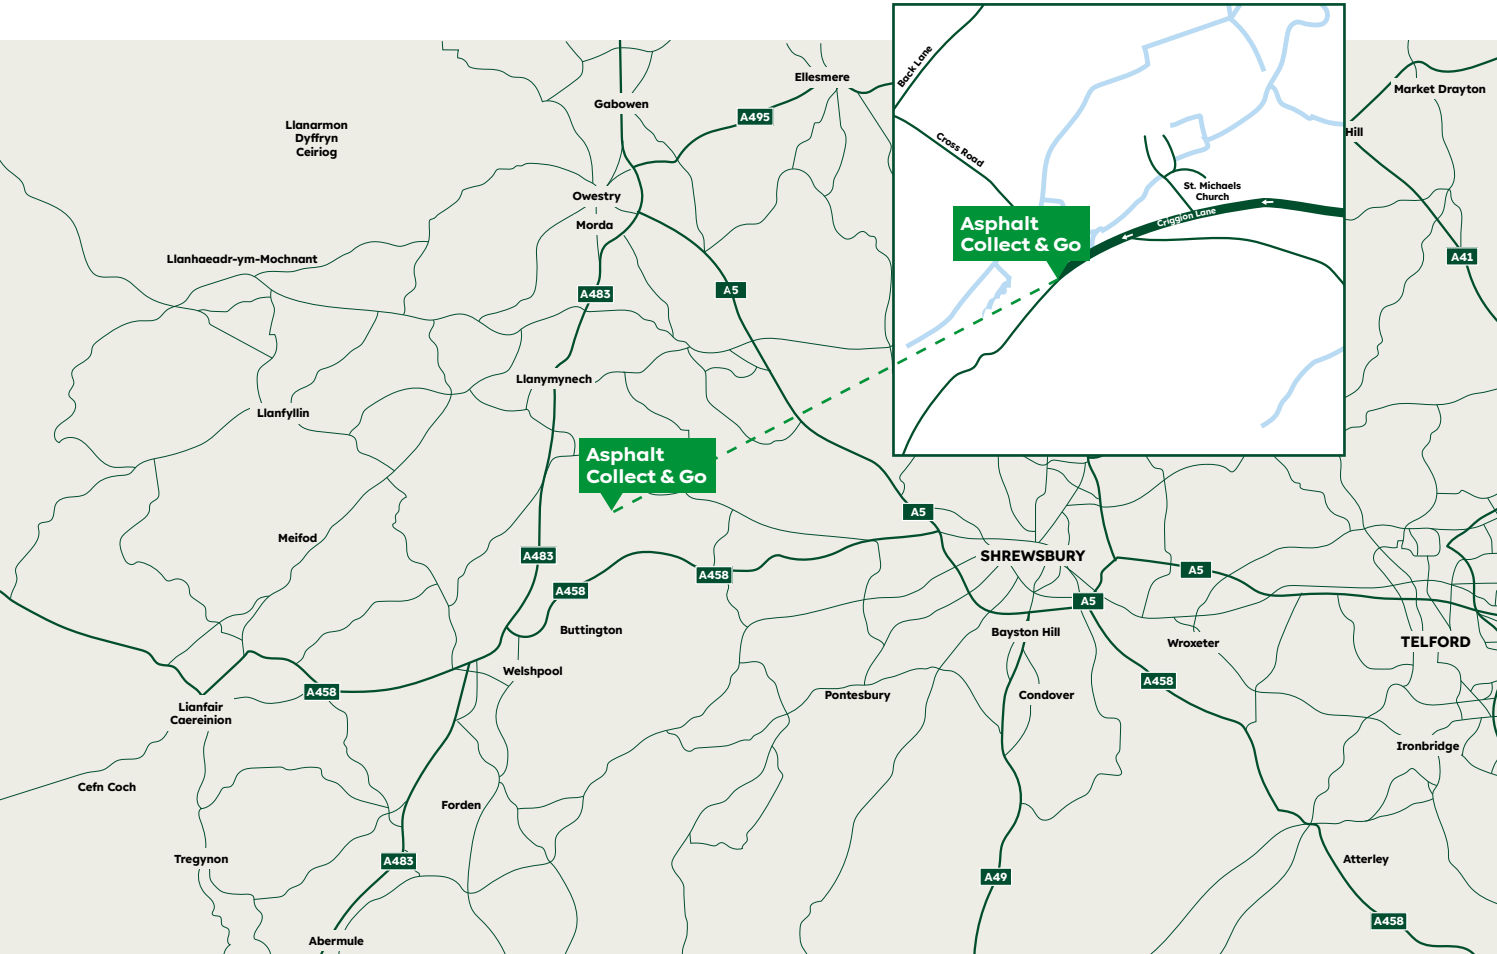 Back Lane
Cross Road
St. Michaels
Church
Criggion Lane
Asphalt
Collect & Go
Ellesmere
Market Drayton
Gabowen
A495
Llanarmon
Dyffryn
Ceiriog
Hill
Owestry
Morda
Llanhaeadr-ym-Mochnant
A41
A483
A5
Llanymynech
Llanfyllin
Asphalt
Collect & Go
A5
Meifod
A483
SHREWSBURY
A458
A5
A458
A5
Buttington
Bayston Hill
Wroxeter
TELFORD
Welshpool
A458
A458
Pontesbury
Condover
Lianfair
Caereinion
Ironbridge
Cefn Coch
Forden
Tregynon
A483
Atterley
A49
A458
Abermule